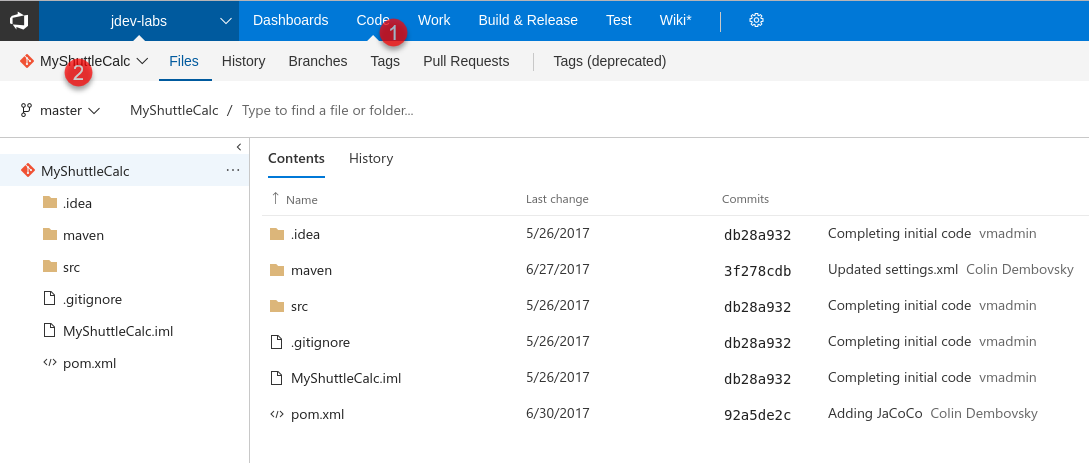 jdev-labs Dashboards Code Work Build & Release Test Wiki*
1
MyShuttleCalc Files History Branches Tags Pull Requests Tags (deprecated)
2
master MyShuttleCalc / Type to find a file or folder...
MyShuttleCalc ...
.idea
maven
src
.gitignore
MyShuttleCalc.iml
pom.xml
Contents History
Name Last change Commits
.idea 5/26/2017 db28a932 Completing initial code vmadmin
maven 6/27/2017 3f278cdb Updated settings.xml Colin Dembovsky
src 5/26/2017 db28a932 Completing initial code vmadmin
.gitignore 5/26/2017 db28a932 Completing initial code vmadmin
MyShuttleCalc.iml 5/26/2017 db28a932 Completing initial code vmadmin
pom.xml 6/30/2017 92a5de2c Adding JaCoCo Colin Dembovsky